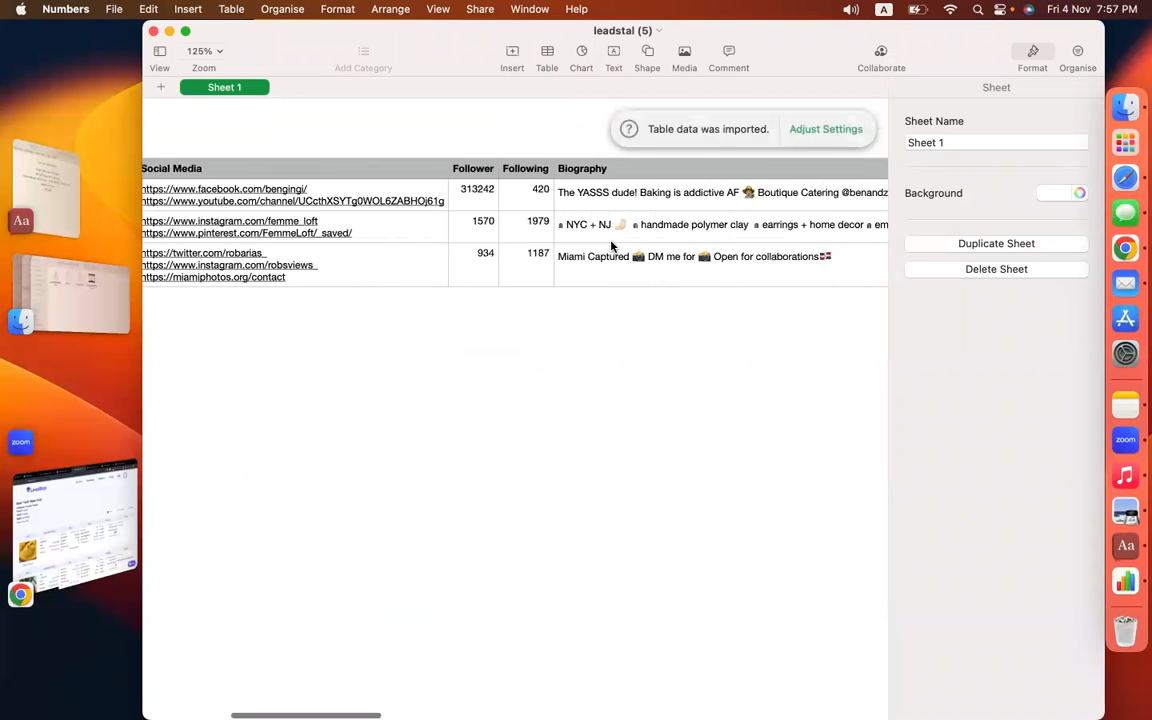 Numbers File Edit Insert Table Organise Format Arrange View Share Window Help A Fri 4 Nov 7:57 PM
leadstal (5)
125%
View Zoom Add Category Insert Table Chart Text Shape Media Comment Collaborate Format Organise
Sheet 1
Sheet
Table data was imported. Adjust Settings
Sheet Name
Sheet 1
Background
Duplicate Sheet
Delete Sheet
Social Media Follower Following Biography
https://www.facebook.com/bengingi/ 313242 420 The YASSS dude! Baking is addictive AF 🤠 Boutique Catering @benandz
https://www.youtube.com/channel/UCcthXSYTg0WOL6ZABHOj61g
https://www.instagram.com/femme_loft 1570 1979 NYC + NJ handmade polymer clay earrings + home decor em
https://www.pinterest.com/FemmeLoft/_saved/
https://twitter.com/robarias_ 934 1187 Miami Captured 📸 DM me for 📸 Open for collaborations🇩🇴
https://www.instagram.com/robsviews_
https://miamiphotos.org/contact
Aa
zoom
zoom
Aa